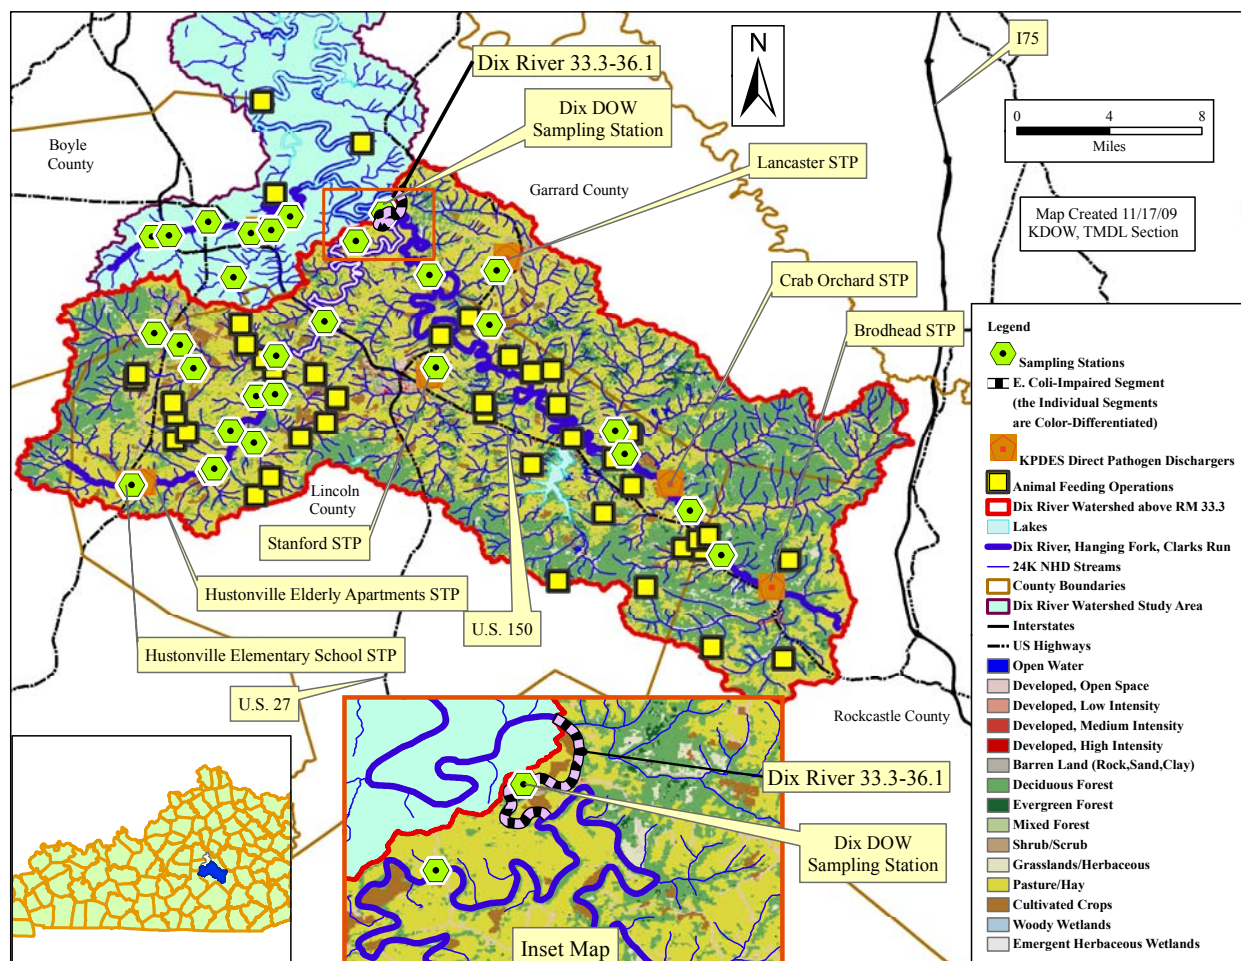 I75
N
Dix River 33.3-36.1
Dix DOW
Sampling Station
0 4 8
Miles
Boyle
County
Lancaster STP
Garrard County
Map Created 11/17/09
KDOW, TMDL Section
Crab Orchard STP
Brodhead STP
Lincoln
County
Stanford STP
Hustonville Elderly Apartments STP
U.S. 150
Hustonville Elementary School STP
U.S. 27
Rockcastle County
Dix River 33.3-36.1
Dix DOW
Sampling Station
Inset Map
Legend
Sampling Stations
E. Coli-Impaired Segment
(the Individual Segments
are Color-Differentiated)
KPDES Direct Pathogen Dischargers
Animal Feeding Operations
Dix River Watershed above RM 33.3
Lakes
Dix River, Hanging Fork, Clarks Run
24K NHD Streams
County Boundaries
Dix River Watershed Study Area
Interstates
US Highways
Open Water
Developed, Open Space
Developed, Low Intensity
Developed, Medium Intensity
Developed, High Intensity
Barren Land (Rock,Sand,Clay)
Deciduous Forest
Evergreen Forest
Mixed Forest
Shrub/Scrub
Grasslands/Herbaceous
Pasture/Hay
Cultivated Crops
Woody Wetlands
Emergent Herbaceous Wetlands